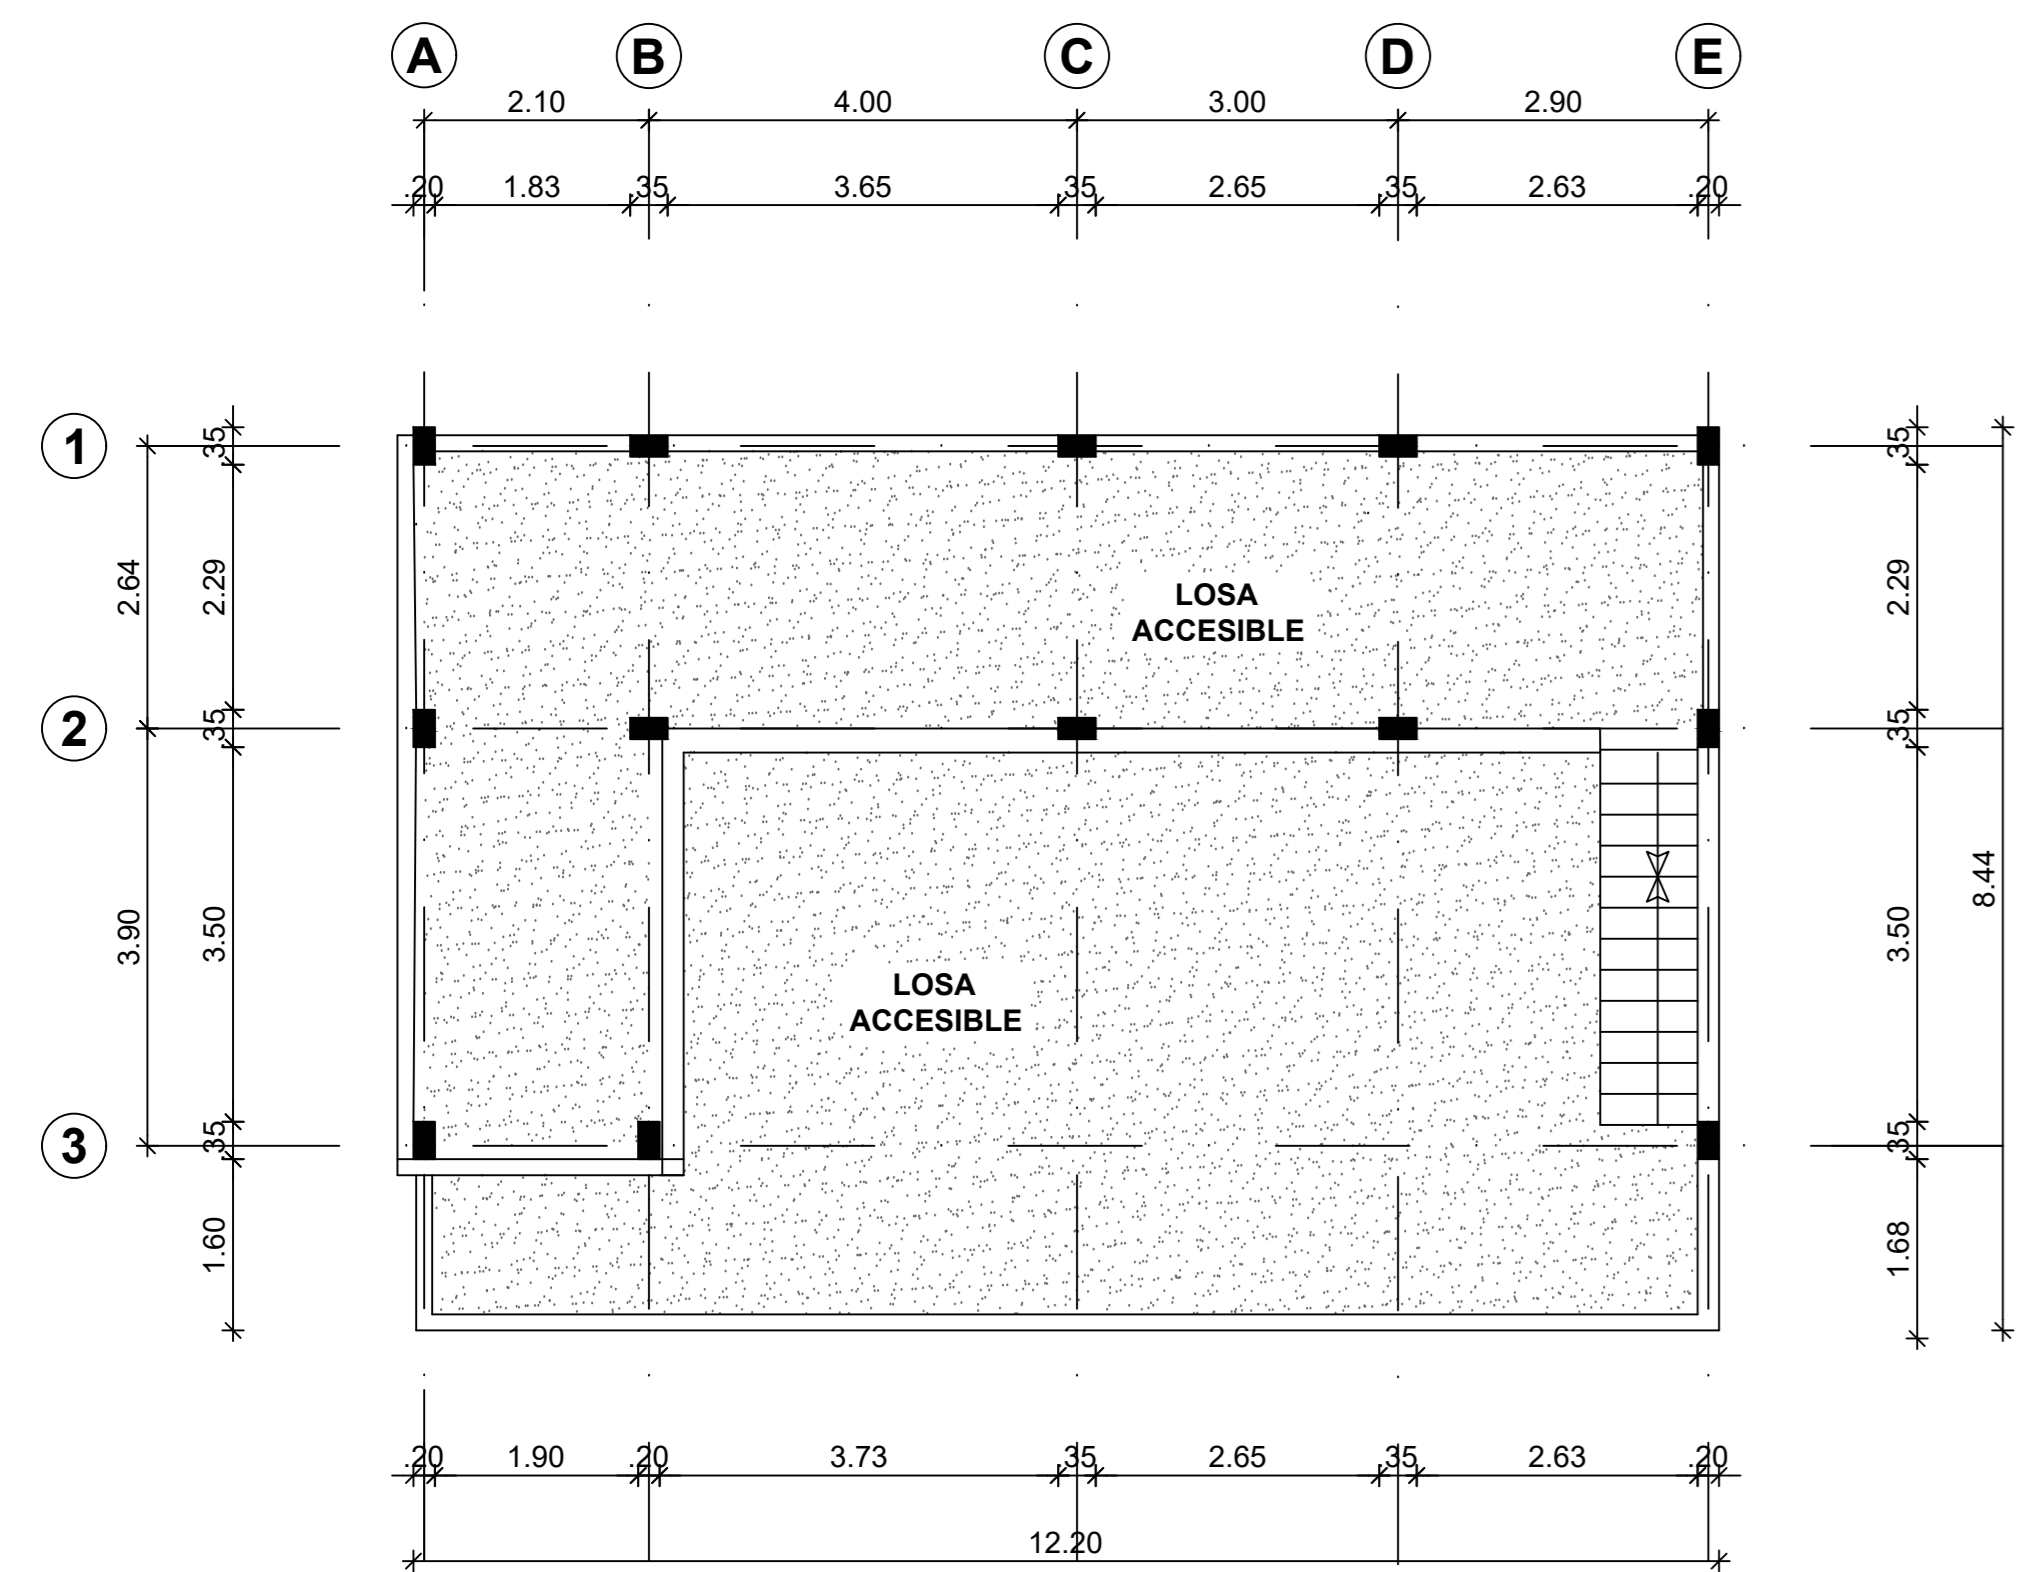 A B C D E
2.10 4.00 3.00 2.90
.20 1.83 .35 3.65 .35 2.65 .35 2.63 .20
1
.35
.35
2.64
2.29
2.29
LOSA
ACCESIBLE
2
.35
.35
8.44
3.90
3.50
3.50
LOSA
ACCESIBLE
3
.35
.35
1.60
1.68
.20 1.90 .20 3.73 .35 2.65 .35 2.63 .20
12.20